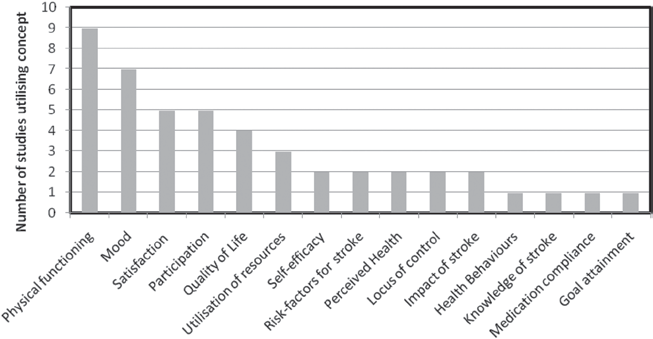 Number of studies utilising concept
10
9
8
7
6
5
4
3
2
1
0
Physical functioning
Mood
Satisfaction
Participation
Quality of Life
Utilisation of resources
Self-efficacy
Risk-factors for stroke
Perceived Health
Locus of control
Impact of stroke
Health Behaviours
Knowledge of stroke
Medication compliance
Goal attainment